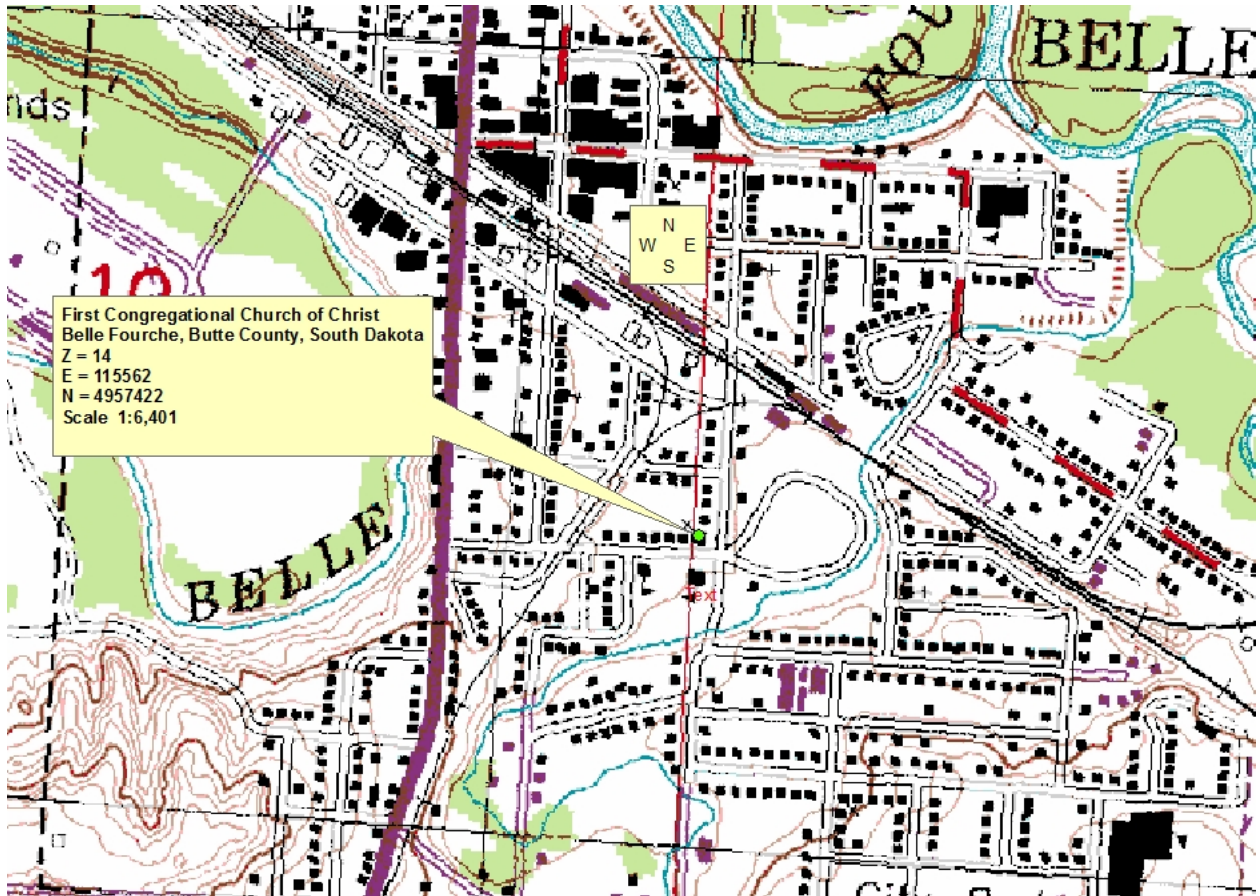 BELLE
FOU
nds
N
W E
S
10
First Congregational Church of Christ
Belle Fourche, Butte County, South Dakota
Z = 14
E = 115562
N = 4957422
Scale 1:6,401
BELLE
Text